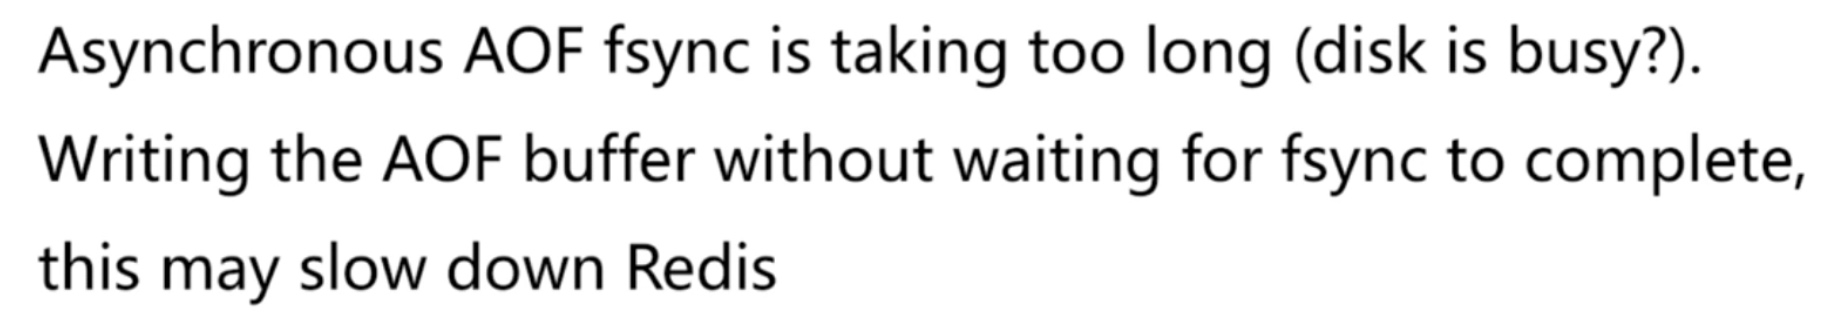 Asynchronous AOF fsync is taking too long (disk is busy?).
Writing the AOF buffer without waiting for fsync to complete,
this may slow down Redis